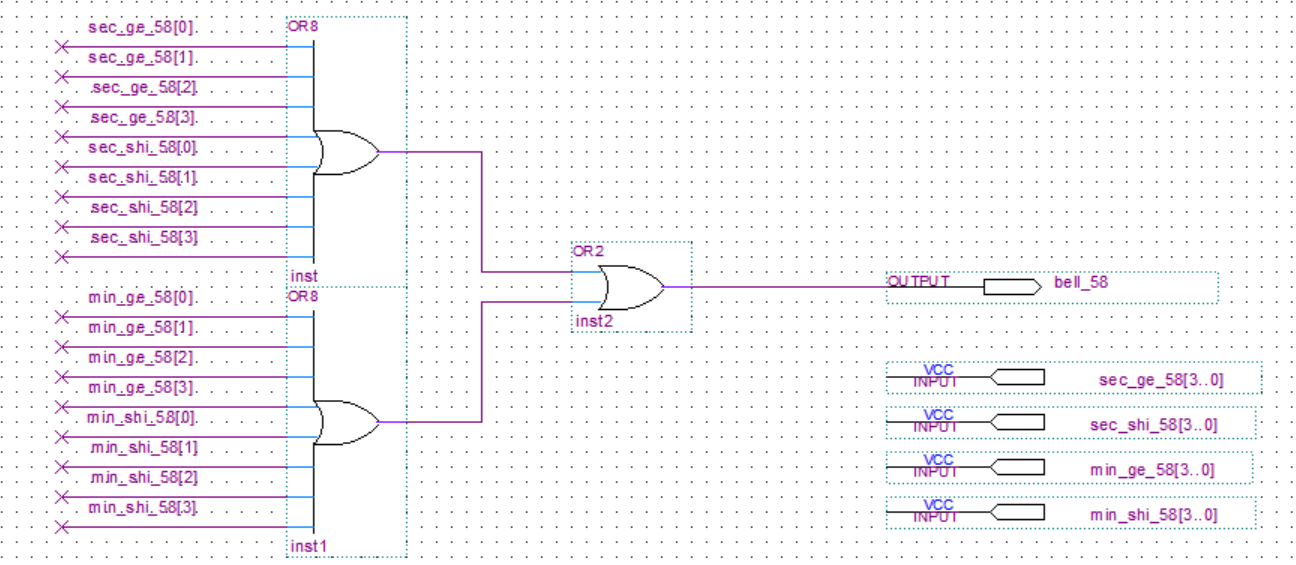 sec_ge_58[0]
OR8
sec_ge_58[1]
sec_ge_58[2]
sec_ge_58[3]
sec_shi_58[0]
sec_shi_58[1]
sec_shi_58[2]
sec_shi_58[3]
inst
OR2
inst2
OUTPUT
bell_58
min_ge_58[0]
OR8
min_ge_58[1]
min_ge_58[2]
min_ge_58[3]
min_shi_58[0]
min_shi_58[1]
min_shi_58[2]
min_shi_58[3]
inst1
VCC
INPUT
sec_ge_58[3..0]
VCC
INPUT
sec_shi_58[3..0]
VCC
INPUT
min_ge_58[3..0]
VCC
INPUT
min_shi_58[3..0]